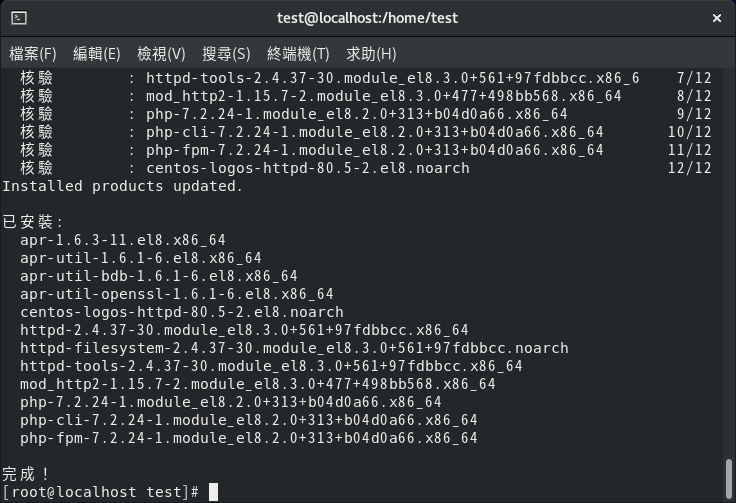 test@localhost:/home/test
檔案(F) 編輯(E) 檢視(V) 搜尋(S) 終端機(T) 求助(H)
核驗 : httpd-tools-2.4.37-30.module_el8.3.0+561+97fdbbcc.x86_6 7/12
核驗 : mod_http2-1.15.7-2.module_el8.3.0+477+498bb568.x86_64 8/12
核驗 : php-7.2.24-1.module_el8.2.0+313+b04d0a66.x86_64 9/12
核驗 : php-cli-7.2.24-1.module_el8.2.0+313+b04d0a66.x86_64 10/12
核驗 : php-fpm-7.2.24-1.module_el8.2.0+313+b04d0a66.x86_64 11/12
核驗 : centos-logos-httpd-80.5-2.el8.noarch 12/12
Installed products updated.
已安裝:
apr-1.6.3-11.el8.x86_64
apr-util-1.6.1-6.el8.x86_64
apr-util-bdb-1.6.1-6.el8.x86_64
apr-util-openssl-1.6.1-6.el8.x86_64
centos-logos-httpd-80.5-2.el8.noarch
httpd-2.4.37-30.module_el8.3.0+561+97fdbbcc.x86_64
httpd-filesystem-2.4.37-30.module_el8.3.0+561+97fdbbcc.noarch
httpd-tools-2.4.37-30.module_el8.3.0+561+97fdbbcc.x86_64
mod_http2-1.15.7-2.module_el8.3.0+477+498bb568.x86_64
php-7.2.24-1.module_el8.2.0+313+b04d0a66.x86_64
php-cli-7.2.24-1.module_el8.2.0+313+b04d0a66.x86_64
php-fpm-7.2.24-1.module_el8.2.0+313+b04d0a66.x86_64
完成！
[root@localhost test]#